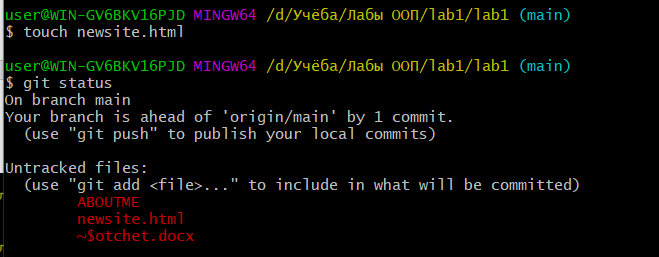 user@WIN-GV6BKV16PJD MINGW64 /d/Учёба/Лабы ООП/lab1/lab1 (main)
$ touch newsite.html
user@WIN-GV6BKV16PJD MINGW64 /d/Учёба/Лабы ООП/lab1/lab1 (main)
$ git status
On branch main
Your branch is ahead of 'origin/main' by 1 commit.
(use "git push" to publish your local commits)
Untracked files:
(use "git add <file>..." to include in what will be committed)
ABOUTME
newsite.html
~$otchet.docx